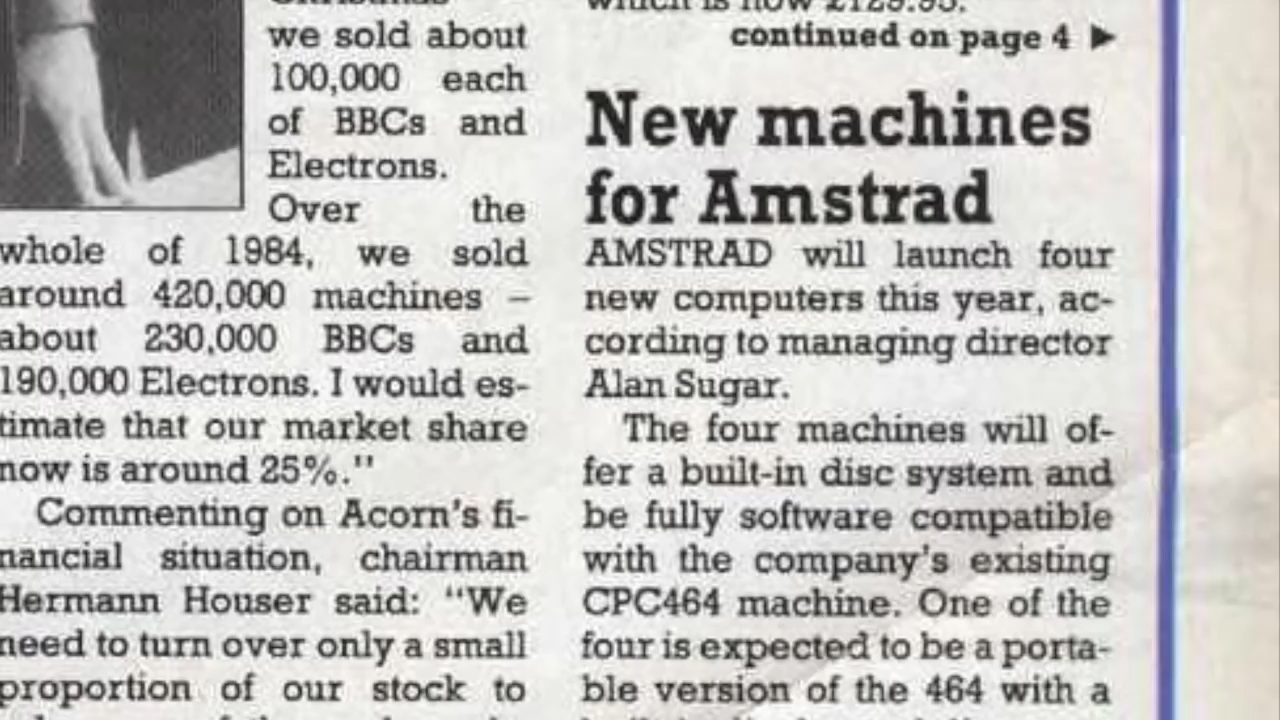 Christmas
we sold about
100,000 each
of BBCs and
Electrons.
Over the
whole of 1984, we sold
around 420,000 machines –
about 230,000 BBCs and
190,000 Electrons. I would es-
timate that our market share
now is around 25%."
Commenting on Acorn's fi-
nancial situation, chairman
Hermann Houser said: "We
need to turn over only a small
proportion of our stock to
which is now £129.95.
continued on page 4 ▶
New machines
for Amstrad
AMSTRAD will launch four
new computers this year, ac-
cording to managing director
Alan Sugar.
The four machines will of-
fer a built-in disc system and
be fully software compatible
with the company's existing
CPC464 machine. One of the
four is expected to be a porta-
ble version of the 464 with a